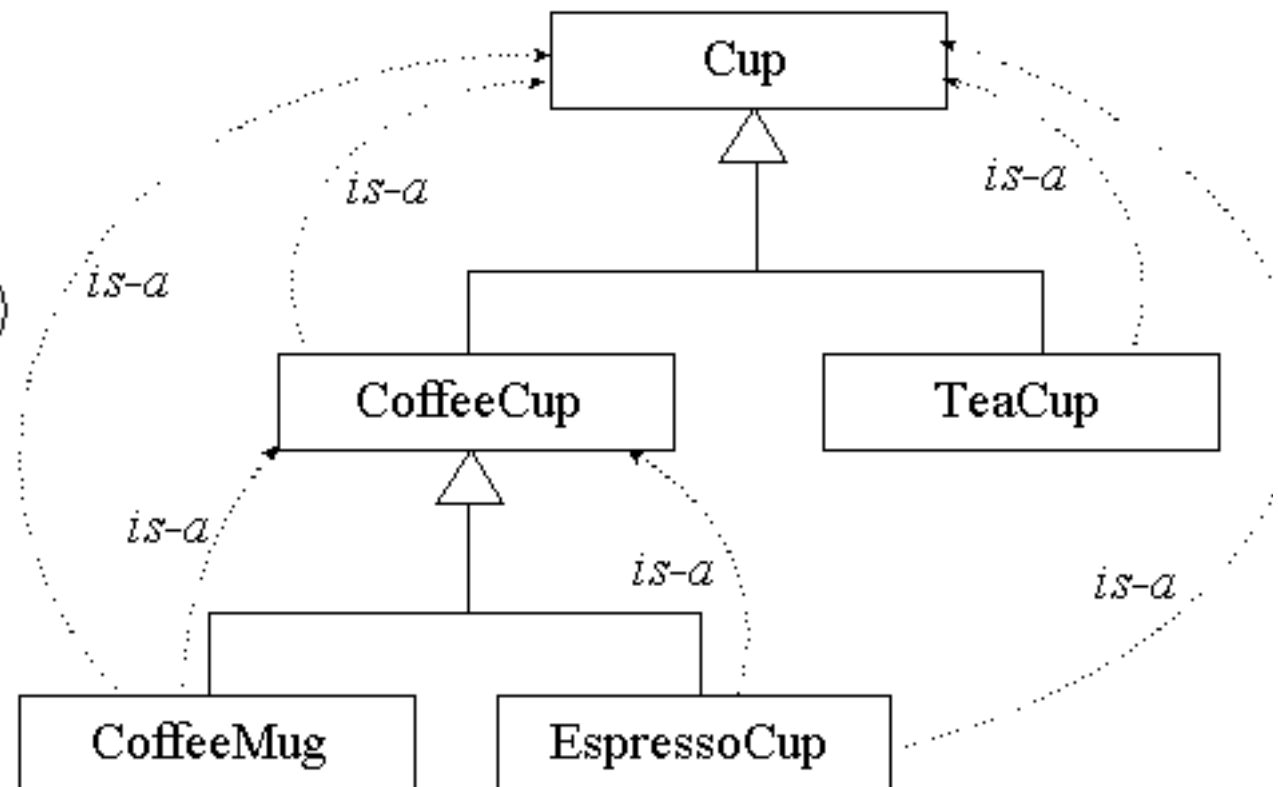 Cup
is-a
is-a
is-a
CoffeeCup
TeaCup
is-a
is-a
is-a
CoffeeMug
EspressoCup